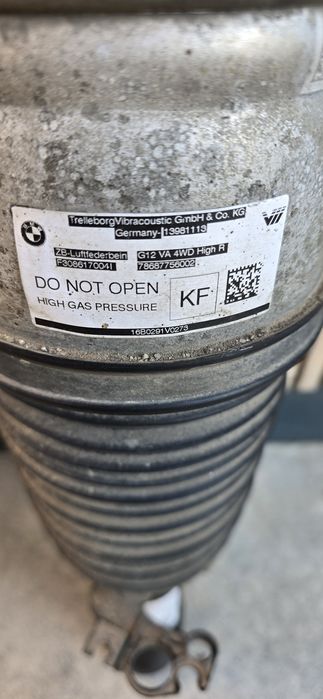 TrelleborgVibracoustic GmbH & Co. KG
Germany-13981113
BMW
ZB-Luftfederbein G12 VA 4WD High R
F3086170041 78687756002
DO NOT OPEN
HIGH GAS PRESSURE
KF
16B0291V0273